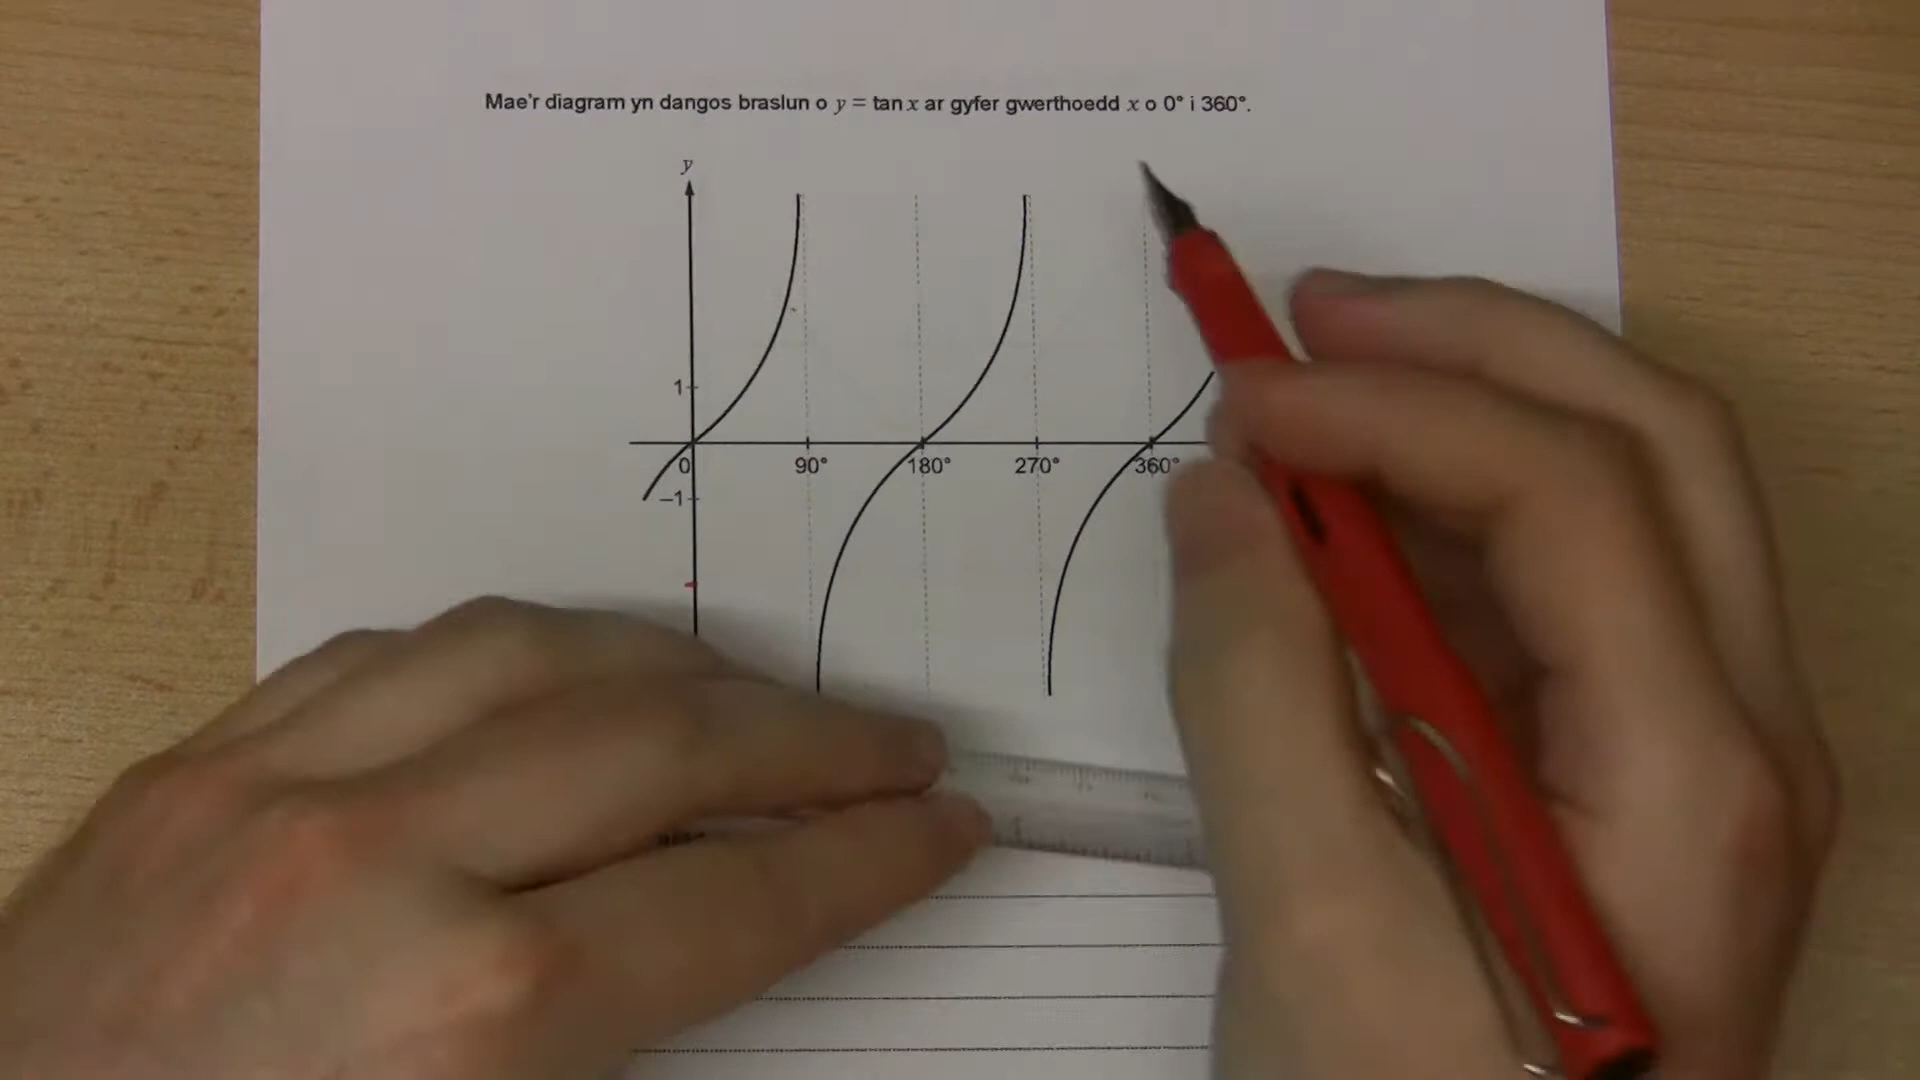 Mae'r diagram yn dangos braslun o y = tan x ar gyfer gwerthoedd x o 0° i 360°.
y
1
0 90° 180° 270° 360°
–1